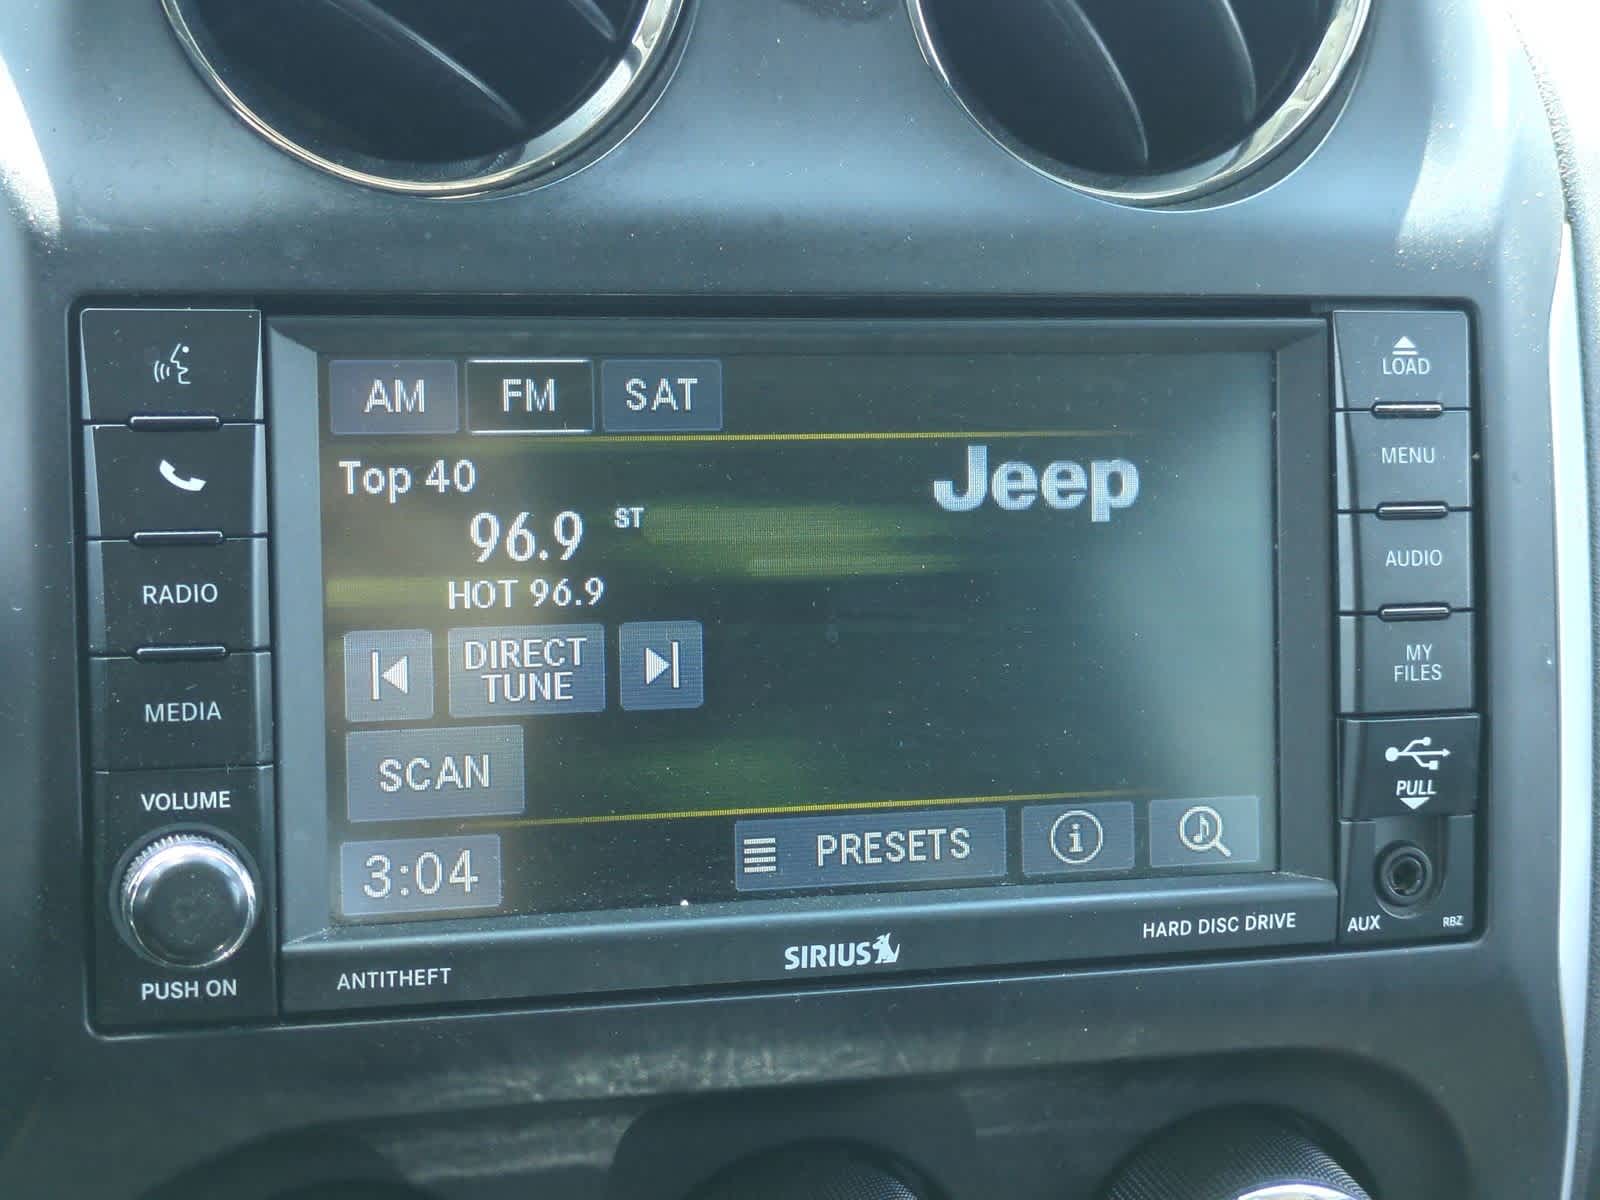 AM FM SAT
Top 40
96.9 ST
HOT 96.9
Jeep
DIRECT
TUNE
SCAN
3:04
PRESETS
i
RADIO
MEDIA
VOLUME
PUSH ON
LOAD
MENU
AUDIO
MY
FILES
PULL
AUX
RBZ
ANTITHEFT
SIRIUS
HARD DISC DRIVE